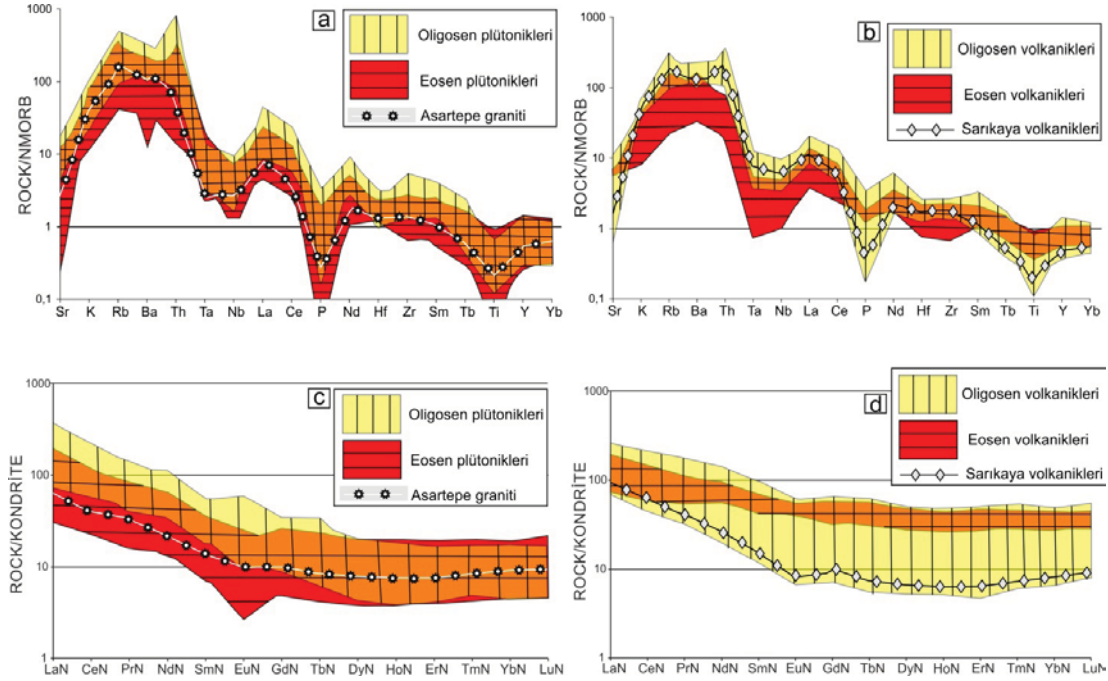 a
Oligosen plütonikleri
Eosen plütonikleri
Asartepe graniti
ROCK/NMORB
1000
100
10
1
0,1
Sr K Rb Ba Th Ta Nb La Ce P Nd Hf Zr Sm Tb Ti Y Yb
b
Oligosen volkanikleri
Eosen volkanikleri
Sarıkaya volkanikleri
ROCK/NMORB
1000
100
10
1
0,1
Sr K Rb Ba Th Ta Nb La Ce P Nd Hf Zr Sm Tb Ti Y Yb
c
Oligosen plütonikleri
Eosen plütonikleri
Asartepe graniti
ROCK/KONDRİTE
1000
100
10
1
LaN CeN PrN NdN SmN EuN GdN TbN DyN HoN ErN TmN YbN LuN
d
Oligosen volkanikleri
Eosen volkanikleri
Sarıkaya volkanikleri
ROCK/KONDRİTE
1000
100
10
1
LaN CeN PrN NdN SmN EuN GdN TbN DyN HoN ErN TmN YbN LuN